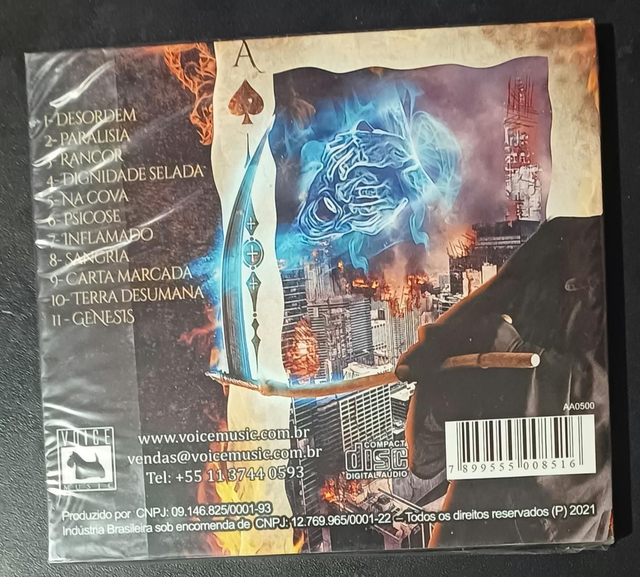 A
1- DESORDEM
2- PARALISIA
3- RANCOR
4- DIGNIDADE SELADA
5- NA COVA
6- PSICOSE
7- INFLAMADO
8- SANGRIA
9- CARTA MARCADA
10- TERRA DESUMANA
11 - GENESIS
VOICE
MUSIC
www.voicemusic.com.br
vendas@voicemusic.com.br
Tel: +55 11 3744 0593
COMPACT
disc
DIGITAL AUDIO
AA0500
7 899555 008516
Produzido por CNPJ: 09.146.825/0001-93
Indústria Brasileira sob encomenda de CNPJ: 12.769.965/0001-22 – Todos os direitos reservados (P) 2021